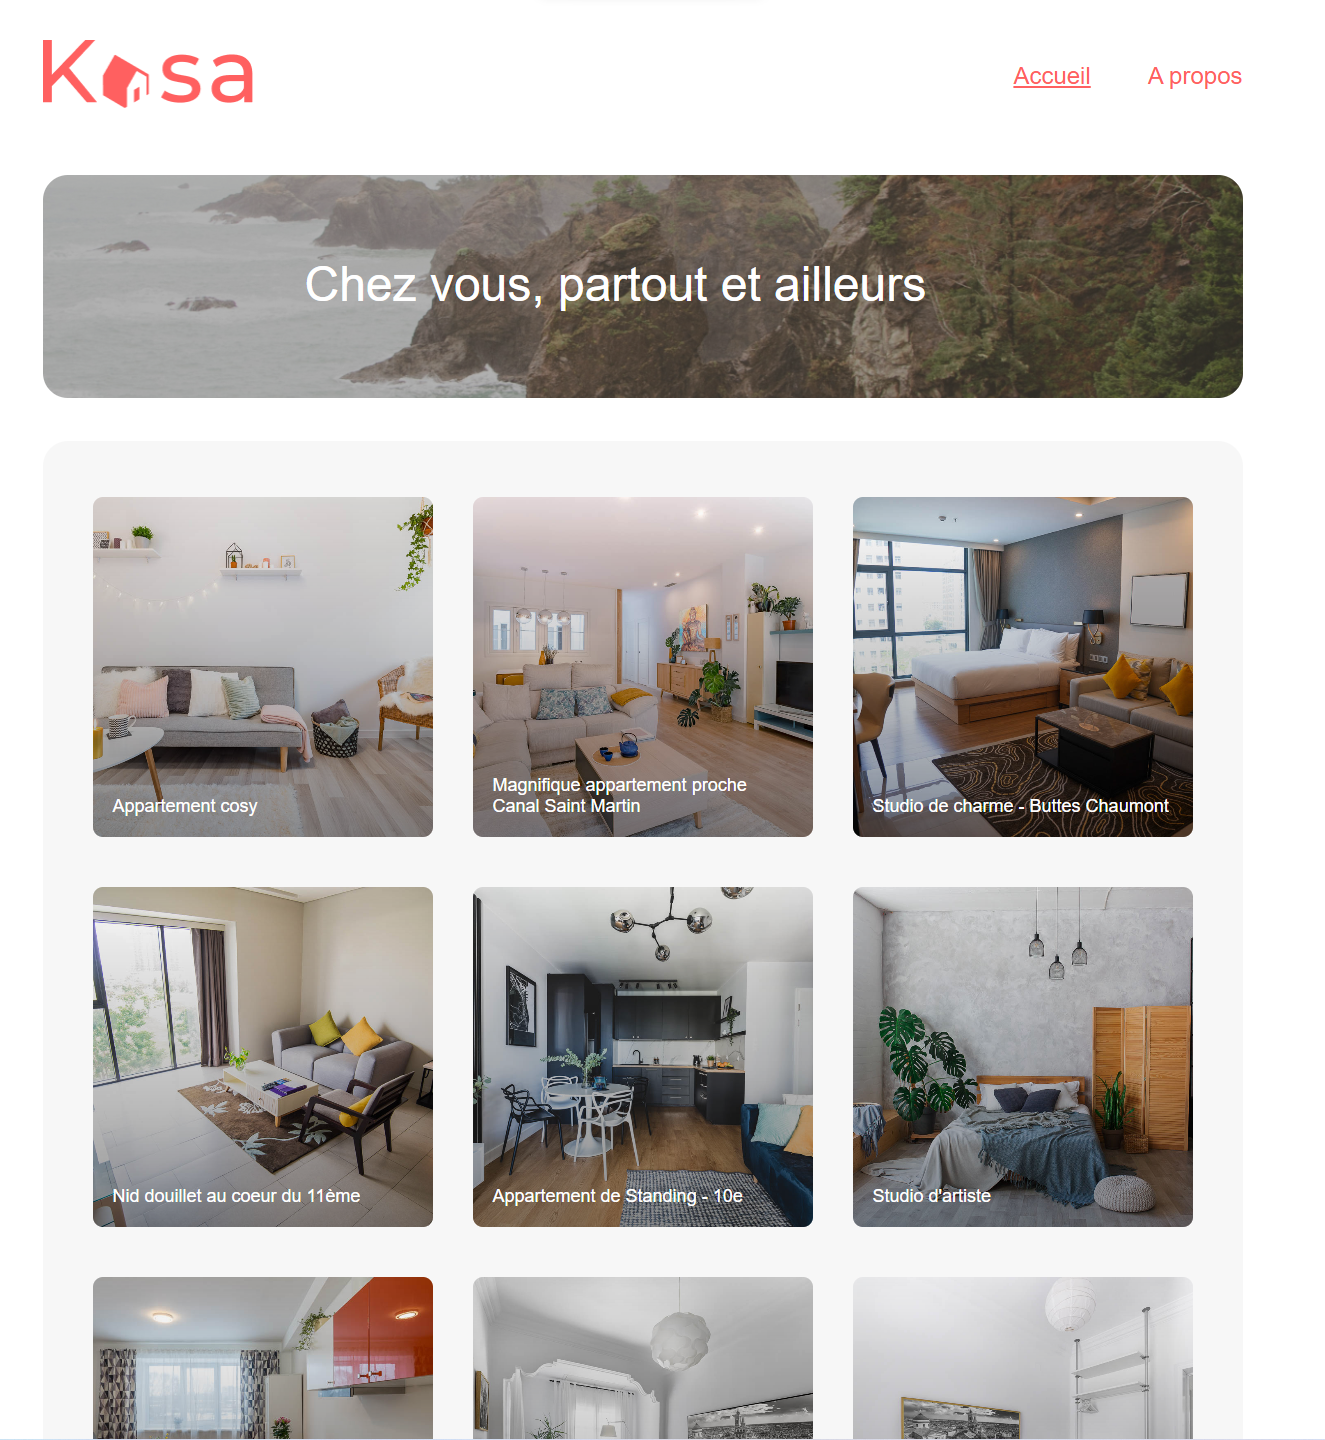 Kasa
Accueil
A propos
Chez vous, partout et ailleurs
Appartement cosy
Magnifique appartement proche
Canal Saint Martin
Studio de charme - Buttes Chaumont
Nid douillet au coeur du 11ème
Appartement de Standing - 10e
Studio d'artiste